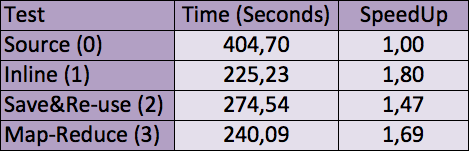 Test Time (Seconds) SpeedUp
Source (0) 404,70 1,00
Inline (1) 225,23 1,80
Save&Re-use (2) 274,54 1,47
Map-Reduce (3) 240,09 1,69